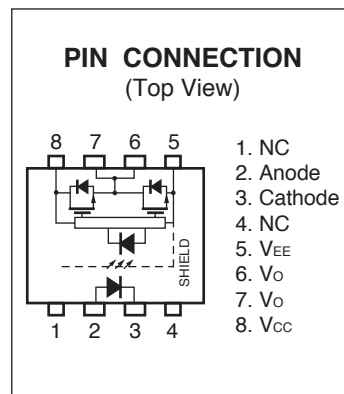 PIN CONNECTION
(Top View)
8 7 6 5
SHIELD
1 2 3 4
1. NC
2. Anode
3. Cathode
4. NC
5. VEE
6. VO
7. VO
8. VCC